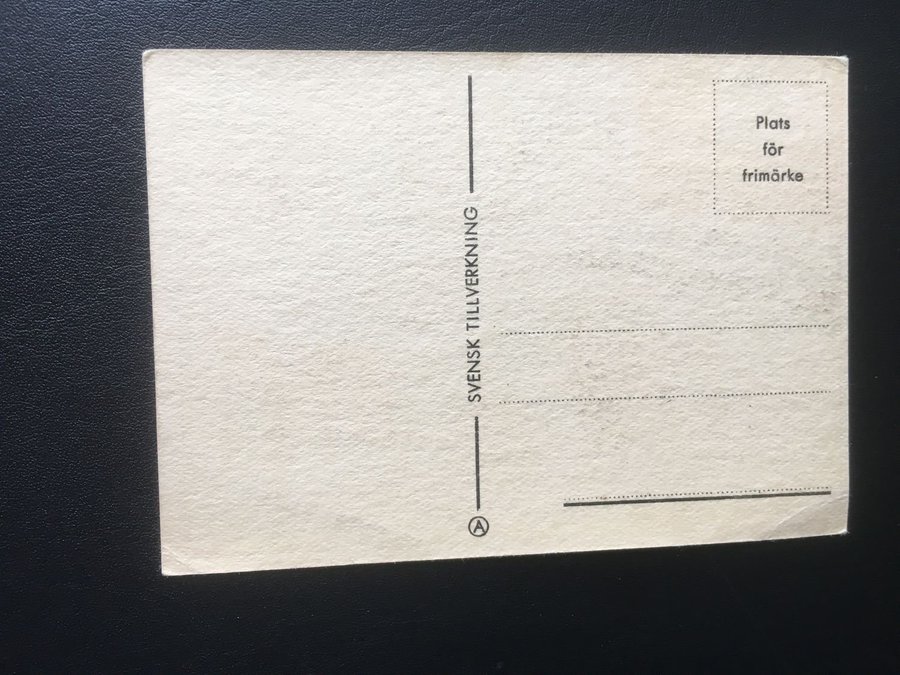 Plats
för
frimärke
SVENSK TILLVERKNING
A